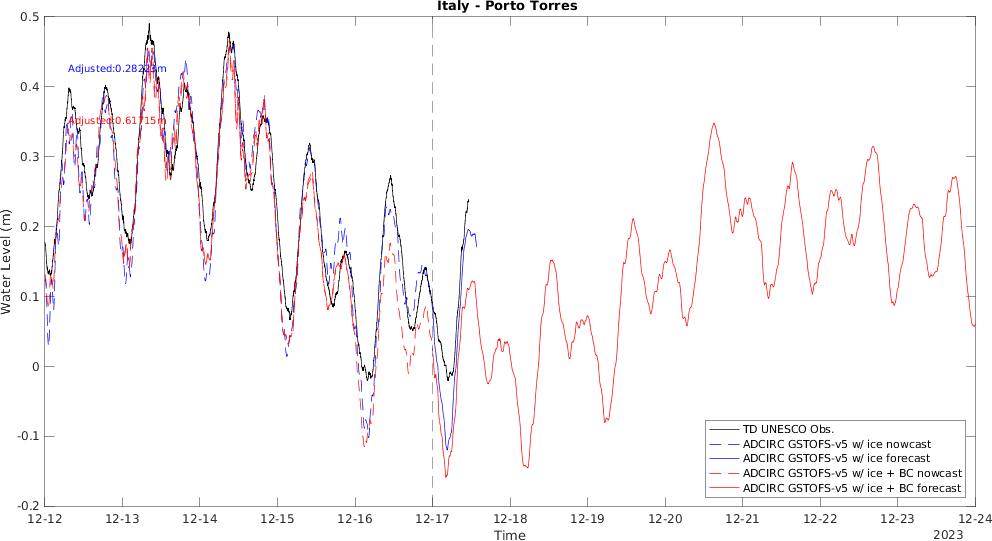 Italy - Porto Torres
0.5
0.4
0.3
0.2
0.1
0
-0.1
-0.2
Water Level (m)
Adjusted:0.28223m
Adjusted:0.61715m
TD UNESCO Obs.
ADCIRC GSTOFS-v5 w/ ice nowcast
ADCIRC GSTOFS-v5 w/ ice forecast
ADCIRC GSTOFS-v5 w/ ice + BC nowcast
ADCIRC GSTOFS-v5 w/ ice + BC forecast
12-12 12-13 12-14 12-15 12-16 12-17 12-18 12-19 12-20 12-21 12-22 12-23 12-24
Time
2023